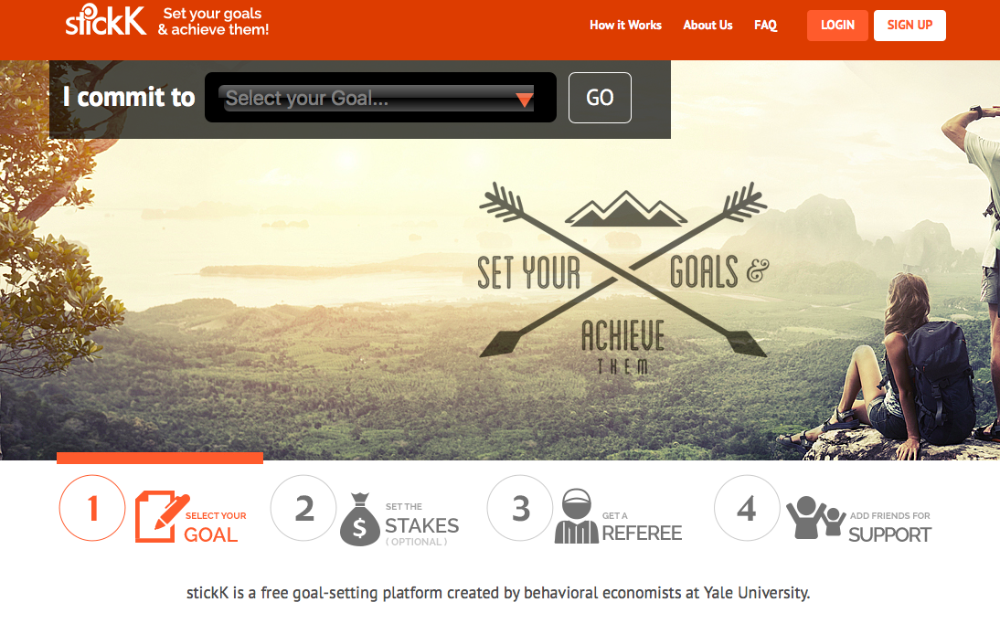 stickK
Set your goals
& achieve them!
How it Works
About Us
FAQ
LOGIN
SIGN UP
I commit to
Select your Goal...
GO
SET YOUR
GOALS &
ACHIEVE
THEM
1
SELECT YOUR
GOAL
2
$
SET THE
STAKES
( OPTIONAL )
3
GET A
REFEREE
4
ADD FRIENDS FOR
SUPPORT
stickK is a free goal-setting platform created by behavioral economists at Yale University.